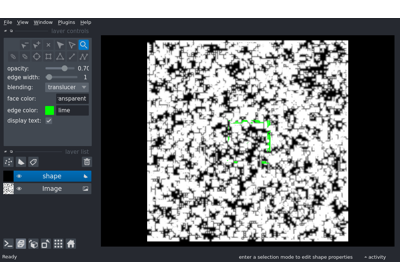 File View Window Plugins Help
layer controls
opacity: 0.70
edge width: 1
blending: translucer
face color: ansparent
edge color: lime
display text:
layer list
shape
Image
Ready
enter a selection mode to edit shape properties
activity